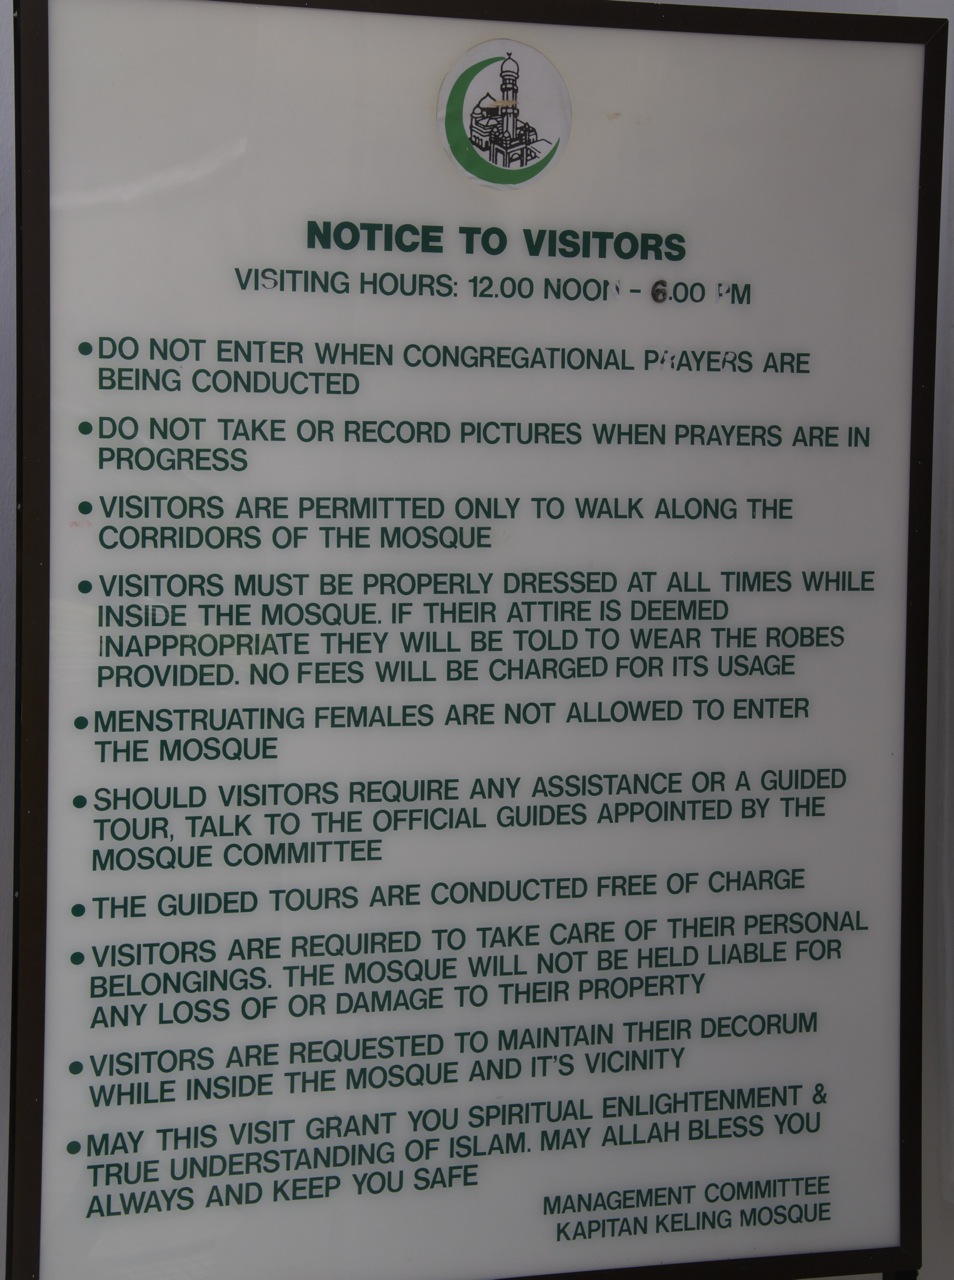 NOTICE TO VISITORS
VISITING HOURS: 12.00 NOON - 6.00 PM
• DO NOT ENTER WHEN CONGREGATIONAL PRAYERS ARE
BEING CONDUCTED
• DO NOT TAKE OR RECORD PICTURES WHEN PRAYERS ARE IN
PROGRESS
• VISITORS ARE PERMITTED ONLY TO WALK ALONG THE
CORRIDORS OF THE MOSQUE
• VISITORS MUST BE PROPERLY DRESSED AT ALL TIMES WHILE
INSIDE THE MOSQUE. IF THEIR ATTIRE IS DEEMED
INAPPROPRIATE THEY WILL BE TOLD TO WEAR THE ROBES
PROVIDED. NO FEES WILL BE CHARGED FOR ITS USAGE
• MENSTRUATING FEMALES ARE NOT ALLOWED TO ENTER
THE MOSQUE
• SHOULD VISITORS REQUIRE ANY ASSISTANCE OR A GUIDED
TOUR, TALK TO THE OFFICIAL GUIDES APPOINTED BY THE
MOSQUE COMMITTEE
• THE GUIDED TOURS ARE CONDUCTED FREE OF CHARGE
• VISITORS ARE REQUIRED TO TAKE CARE OF THEIR PERSONAL
BELONGINGS. THE MOSQUE WILL NOT BE HELD LIABLE FOR
ANY LOSS OF OR DAMAGE TO THEIR PROPERTY
• VISITORS ARE REQUESTED TO MAINTAIN THEIR DECORUM
WHILE INSIDE THE MOSQUE AND IT'S VICINITY
• MAY THIS VISIT GRANT YOU SPIRITUAL ENLIGHTENMENT &
TRUE UNDERSTANDING OF ISLAM. MAY ALLAH BLESS YOU
ALWAYS AND KEEP YOU SAFE
MANAGEMENT COMMITTEE
KAPITAN KELING MOSQUE